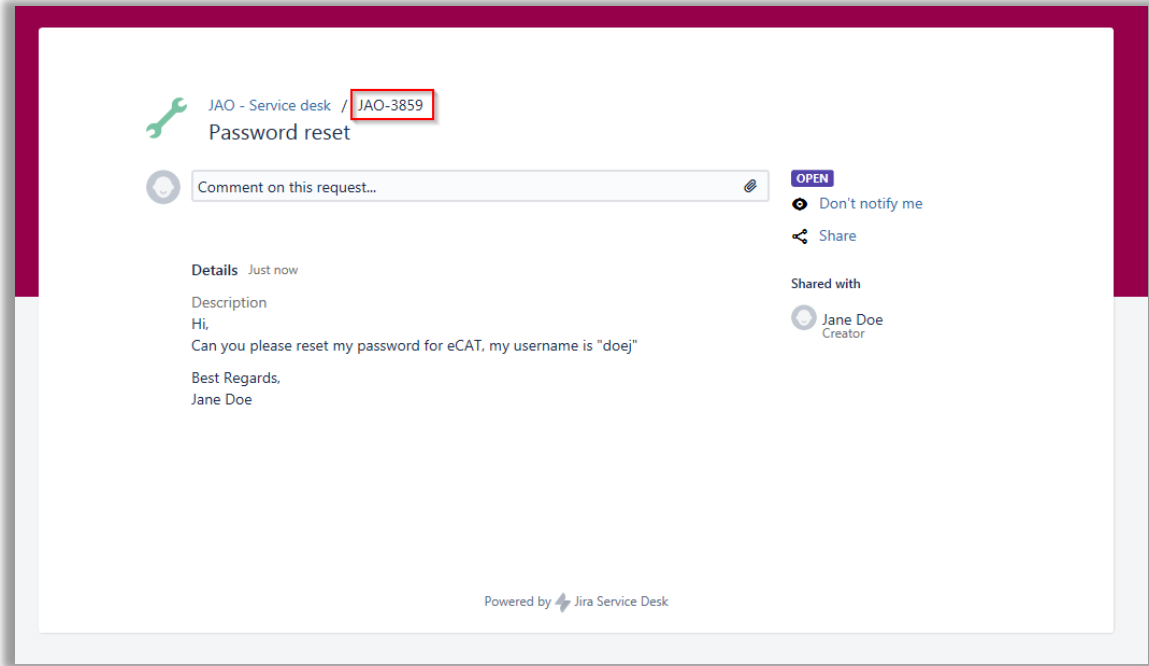 JAO - Service desk / JAO-3859
Password reset
Comment on this request...
OPEN
Don't notify me
Share
Details Just now
Shared with
Description
Hi,
Can you please reset my password for eCAT, my username is "doej"
Jane Doe
Creator
Best Regards,
Jane Doe
Powered by Jira Service Desk